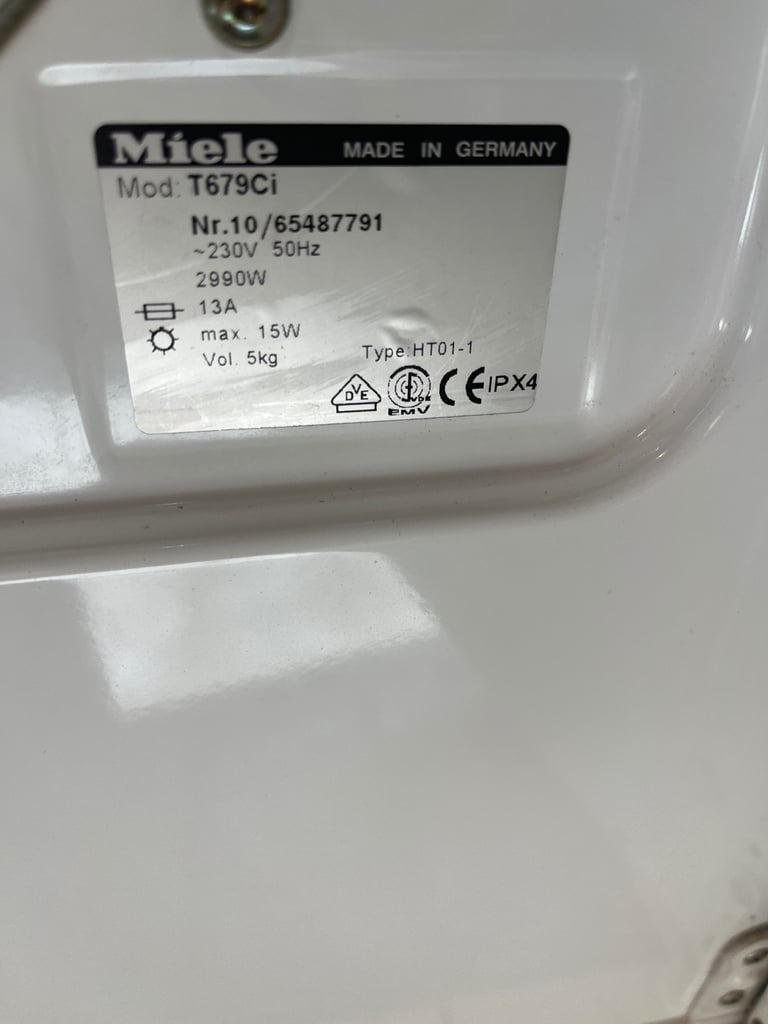 Miele MADE IN GERMANY
Mod: T679Ci
Nr.10/65487791
~230V 50Hz
2990W
13A
max. 15W
Vol. 5kg
Type:HT01-1
DVE CE IPX4
EMV